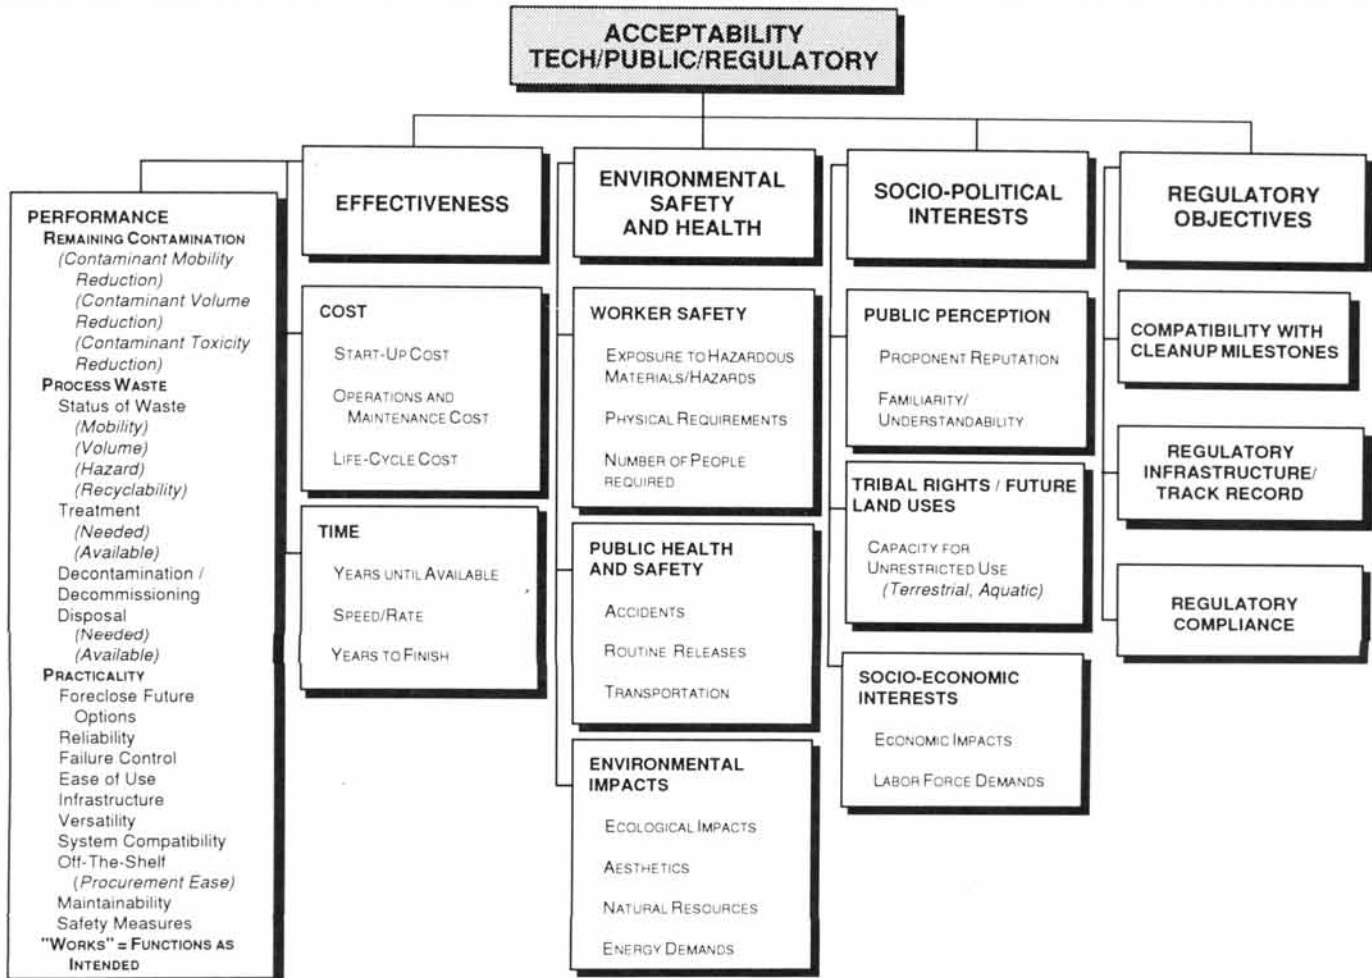 ACCEPTABILITY
TECH/PUBLIC/REGULATORY
PERFORMANCE
REMAINING CONTAMINATION
(Contaminant Mobility
Reduction)
(Contaminant Volume
Reduction)
(Contaminant Toxicity
Reduction)
PROCESS WASTE
Status of Waste
(Mobility)
(Volume)
(Hazard)
(Recyclability)
Treatment
(Needed)
(Available)
Decontamination /
Decommissioning
Disposal
(Needed)
(Available)
PRACTICALITY
Foreclose Future
Options
Reliability
Failure Control
Ease of Use
Infrastructure
Versatility
System Compatibility
Off-The-Shelf
(Procurement Ease)
Maintainability
Safety Measures
"WORKS" = FUNCTIONS AS
INTENDED
EFFECTIVENESS
COST
START-UP COST
OPERATIONS AND
MAINTENANCE COST
LIFE-CYCLE COST
TIME
YEARS UNTIL AVAILABLE
SPEED/RATE
YEARS TO FINISH
ENVIRONMENTAL
SAFETY
AND HEALTH
WORKER SAFETY
EXPOSURE TO HAZARDOUS
MATERIALS/HAZARDS
PHYSICAL REQUIREMENTS
NUMBER OF PEOPLE
REQUIRED
PUBLIC HEALTH
AND SAFETY
ACCIDENTS
ROUTINE RELEASES
TRANSPORTATION
ENVIRONMENTAL
IMPACTS
ECOLOGICAL IMPACTS
AESTHETICS
NATURAL RESOURCES
ENERGY DEMANDS
SOCIO-POLITICAL
INTERESTS
PUBLIC PERCEPTION
PROPONENT REPUTATION
FAMILIARITY/
UNDERSTANDABILITY
TRIBAL RIGHTS / FUTURE
LAND USES
CAPACITY FOR
UNRESTRICTED USE
(Terrestrial, Aquatic)
SOCIO-ECONOMIC
INTERESTS
ECONOMIC IMPACTS
LABOR FORCE DEMANDS
REGULATORY
OBJECTIVES
COMPATIBILITY WITH
CLEANUP MILESTONES
REGULATORY
INFRASTRUCTURE/
TRACK RECORD
REGULATORY
COMPLIANCE